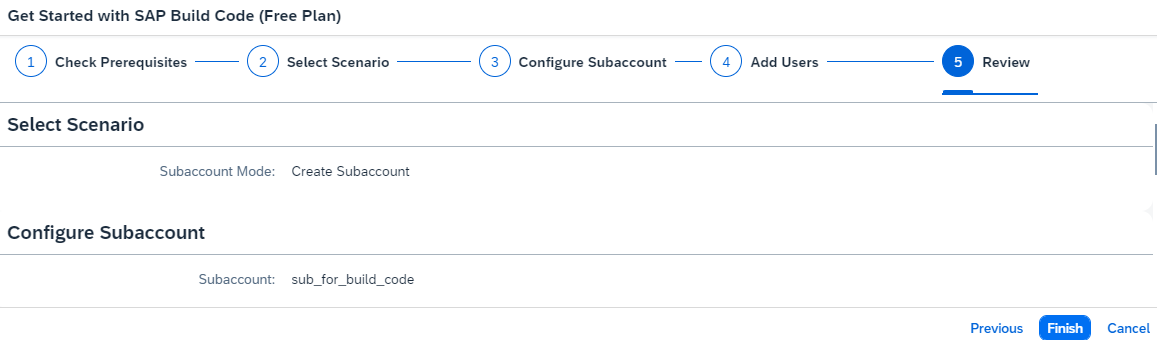 Get Started with SAP Build Code (Free Plan)
1 Check Prerequisites 2 Select Scenario 3 Configure Subaccount 4 Add Users 5 Review
Select Scenario
Subaccount Mode: Create Subaccount
Configure Subaccount
Subaccount: sub_for_build_code
Previous Finish Cancel